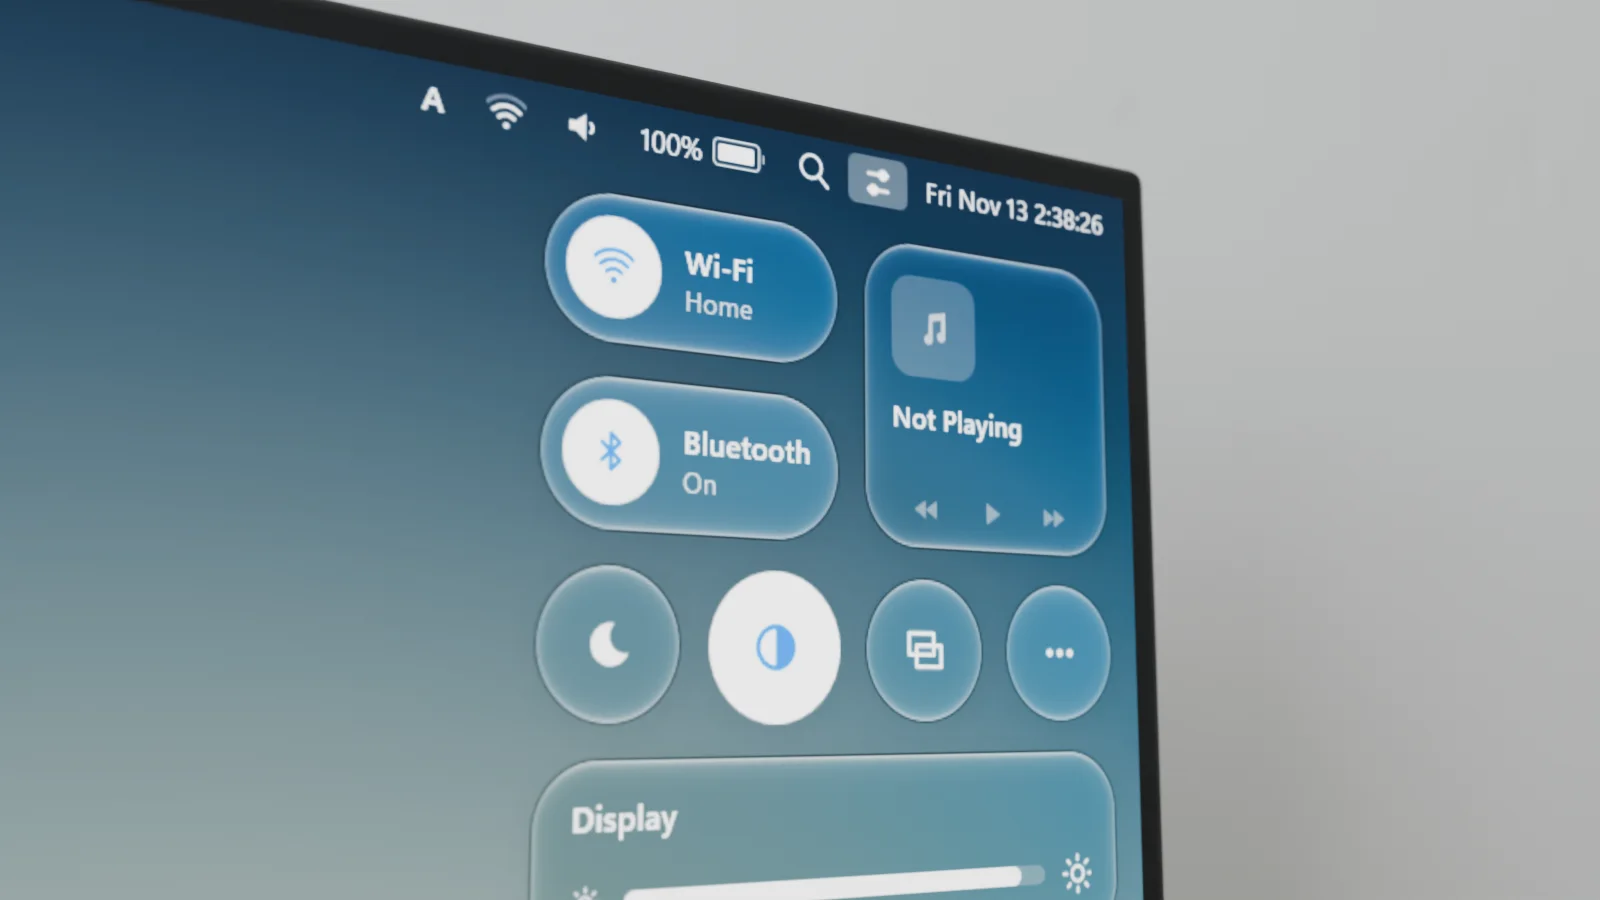 A
100%
Fri Nov 13 2:38:26
Wi-Fi
Home
Not Playing
Bluetooth
On
Display